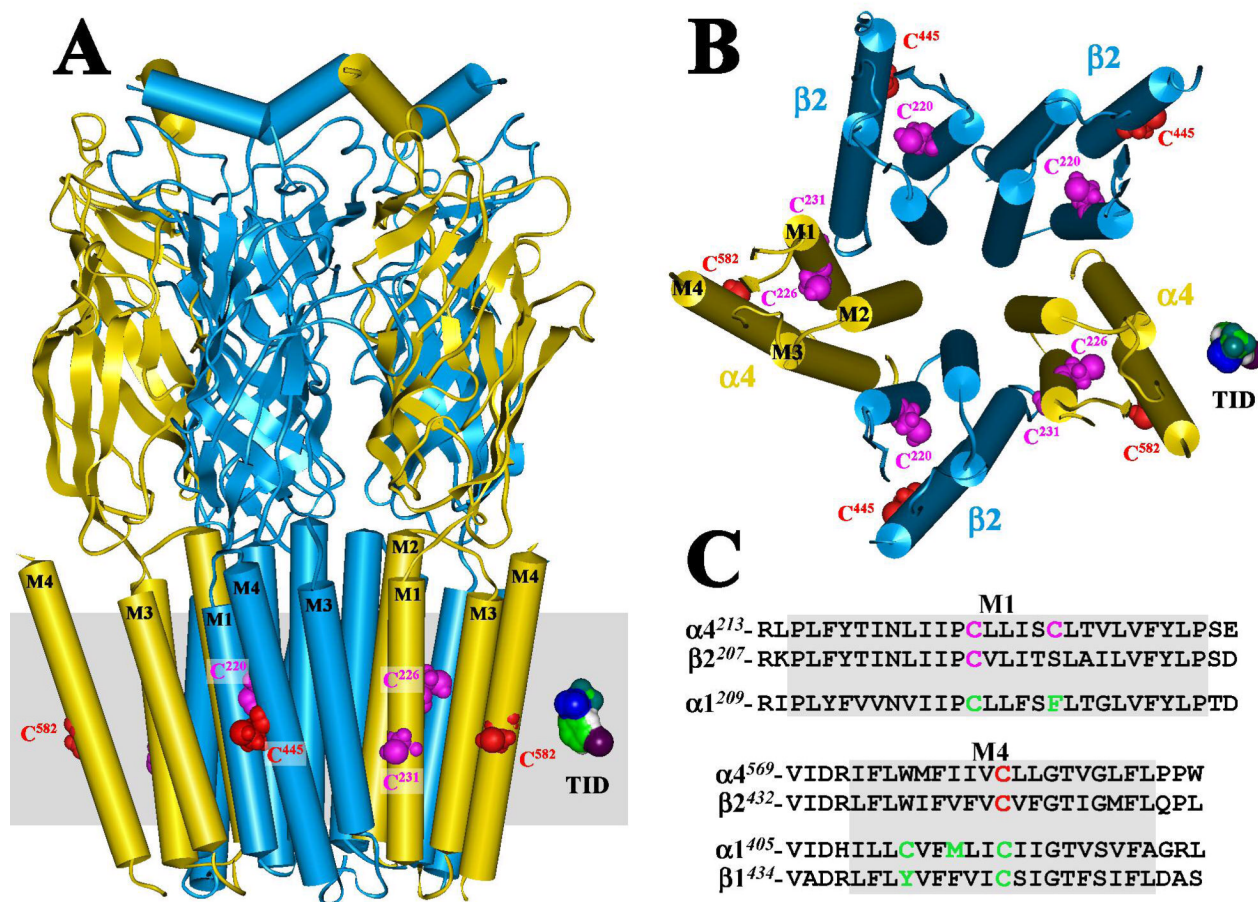 A
M4
M3
M1
M4
M3
M2
M1
M3
M4
C220
C226
C582
C445
C231
C582
TID
B
C445
β2
β2
C220
C445
C220
C231
M1
C582
M4
C226
M2
M3
α4
α4
C226
TID
C220
C231
C582
C445
β2
C
M1
α4213-RLPLFYTINLIIPCLLISCLTVLVFYLPSE
β2207-RKPLFYTINLIIPCVLITSLAILVFYLPSD
α1209-RIPLYFVVNVIIPCLLFSFLTGLVFYLPTD
M4
α4569-VIDRIFLWMFIIVCLLGTVGLFLPPW
β2432-VIDRLFLWIFVFVCVFGTIGMFLQPL
α1405-VIDHILLCVFMLICIIGTVSVFAGRL
β1434-VADRLFLYVFFVICSIGTFSIFLDAS